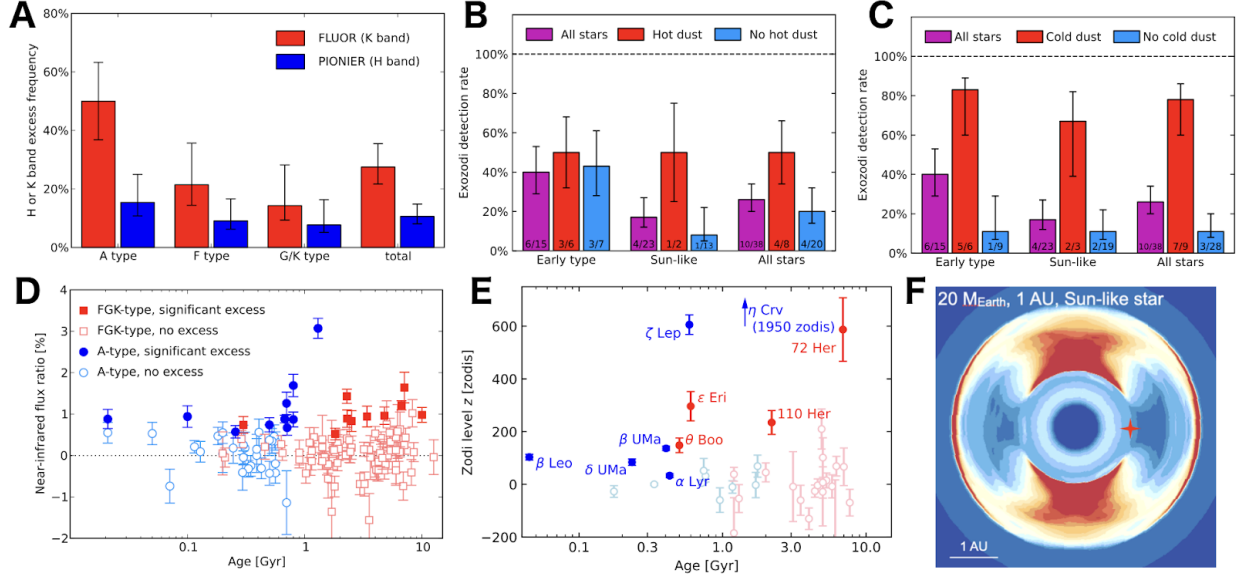 A
H or K band excess frequency
80%
60%
40%
20%
0%
FLUOR (K band)
PIONIER (H band)
A type
F type
G/K type
total
B
All stars
Hot dust
No hot dust
Exozodi detection rate
100%
80%
60%
40%
20%
0%
6/15
3/6
3/7
4/23
1/2
1/13
10/38
4/8
4/20
Early type
Sun-like
All stars
C
All stars
Cold dust
No cold dust
Exozodi detection rate
100%
80%
60%
40%
20%
0%
6/15
5/6
1/9
4/23
2/3
2/19
10/38
7/9
3/28
Early type
Sun-like
All stars
D
Near-infrared flux ratio [%]
4
3
2
1
0
−1
−2
FGK-type, significant excess
FGK-type, no excess
A-type, significant excess
A-type, no excess
0.1
1
10
Age [Gyr]
E
Zodi level z [zodis]
600
400
200
0
−200
ζ Lep
η Crv
(1950 zodis)
72 Her
ε Eri
110 Her
β UMa
θ Boo
β Leo
δ UMa
α Lyr
0.1
0.3
1.0
3.0
10.0
Age [Gyr]
F
20 MEarth, 1 AU, Sun-like star
1 AU